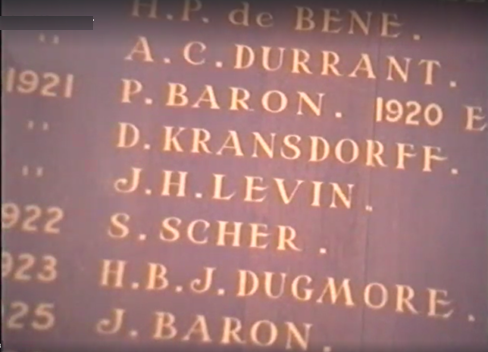 H.P. de BENE.
" A.C. DURRANT.
1921 P. BARON. 1920 E
" D. KRANSDORFF.
" J.H. LEVIN.
922 S. SCHER.
923 H.B.J. DUGMORE.
25 J. BARON.